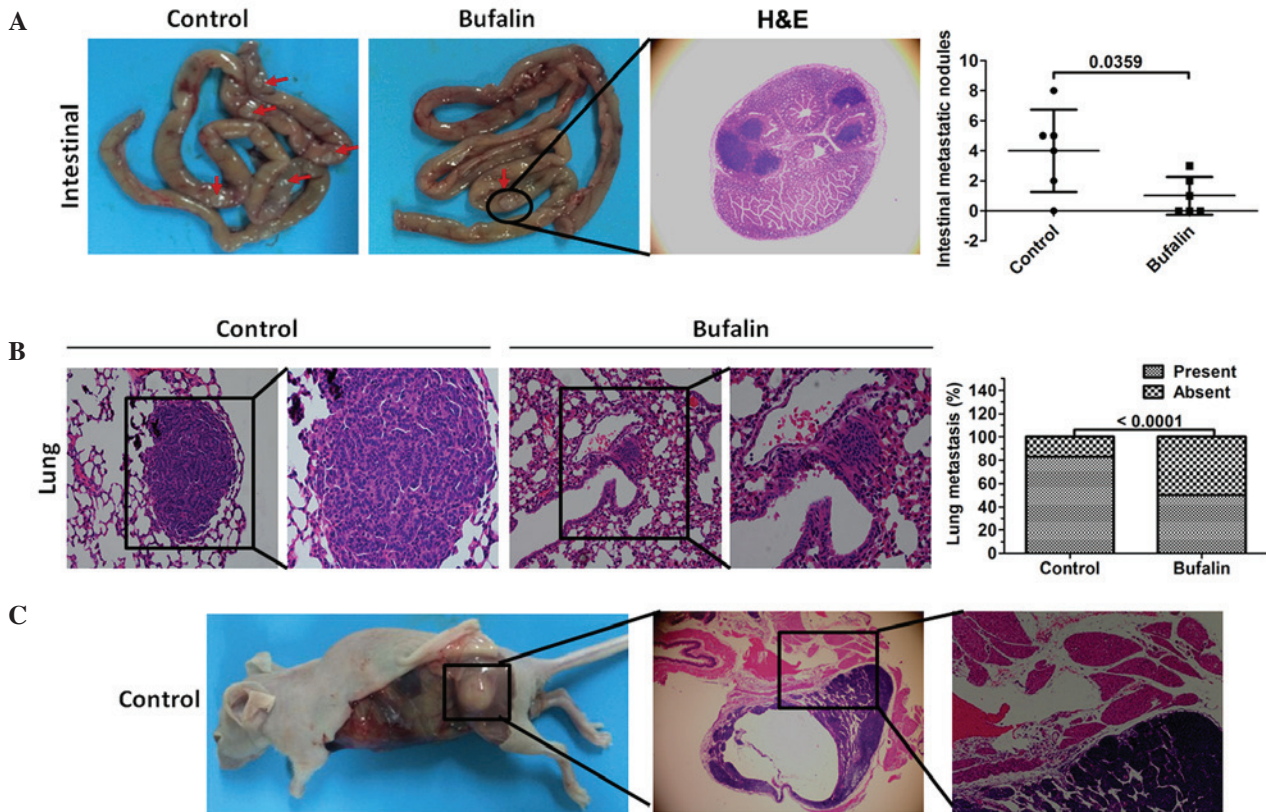 A
Control
Bufalin
H&E
Intestinal
Intestinal metastatic nodules
10
8
6
4
2
0
-2
0.0359
Control
Bufalin
B
Control
Bufalin
Lung
Present
Absent
Lung metastasis (%)
140
120
100
80
60
40
20
0
< 0.0001
Control
Bufalin
C
Control